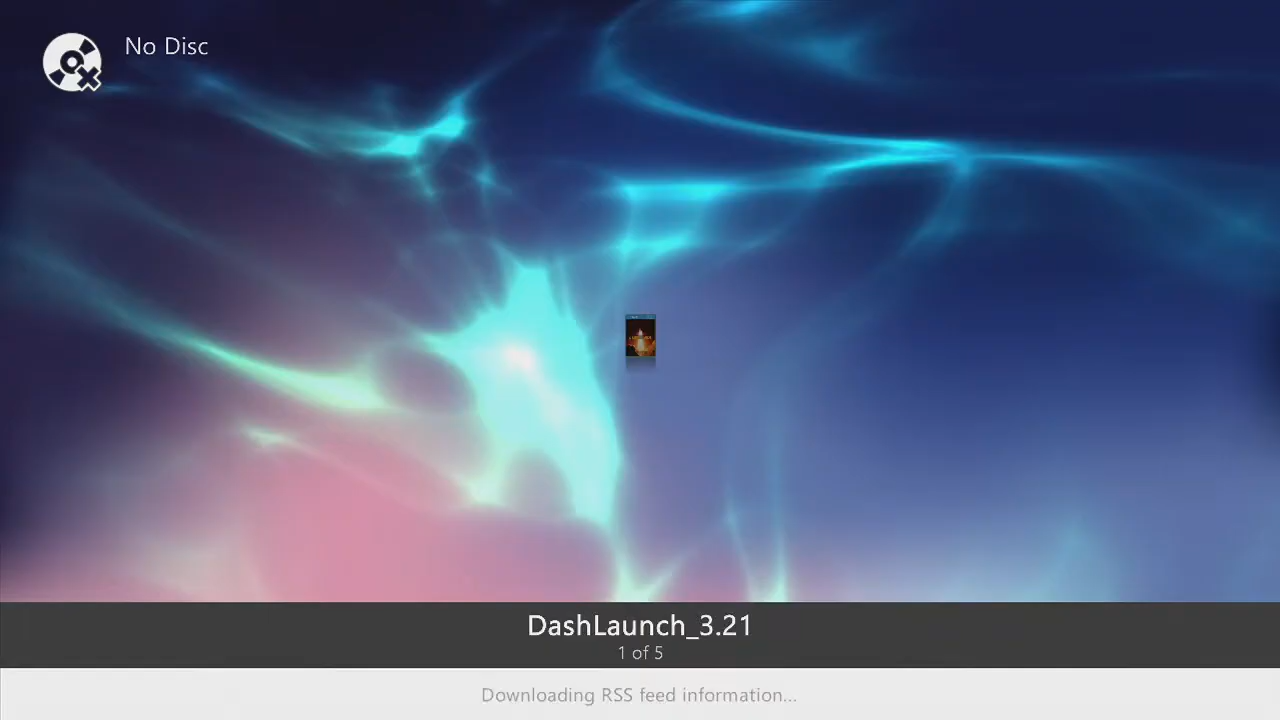 No Disc
DashLaunch_3.21
1 of 5
Downloading RSS feed information...